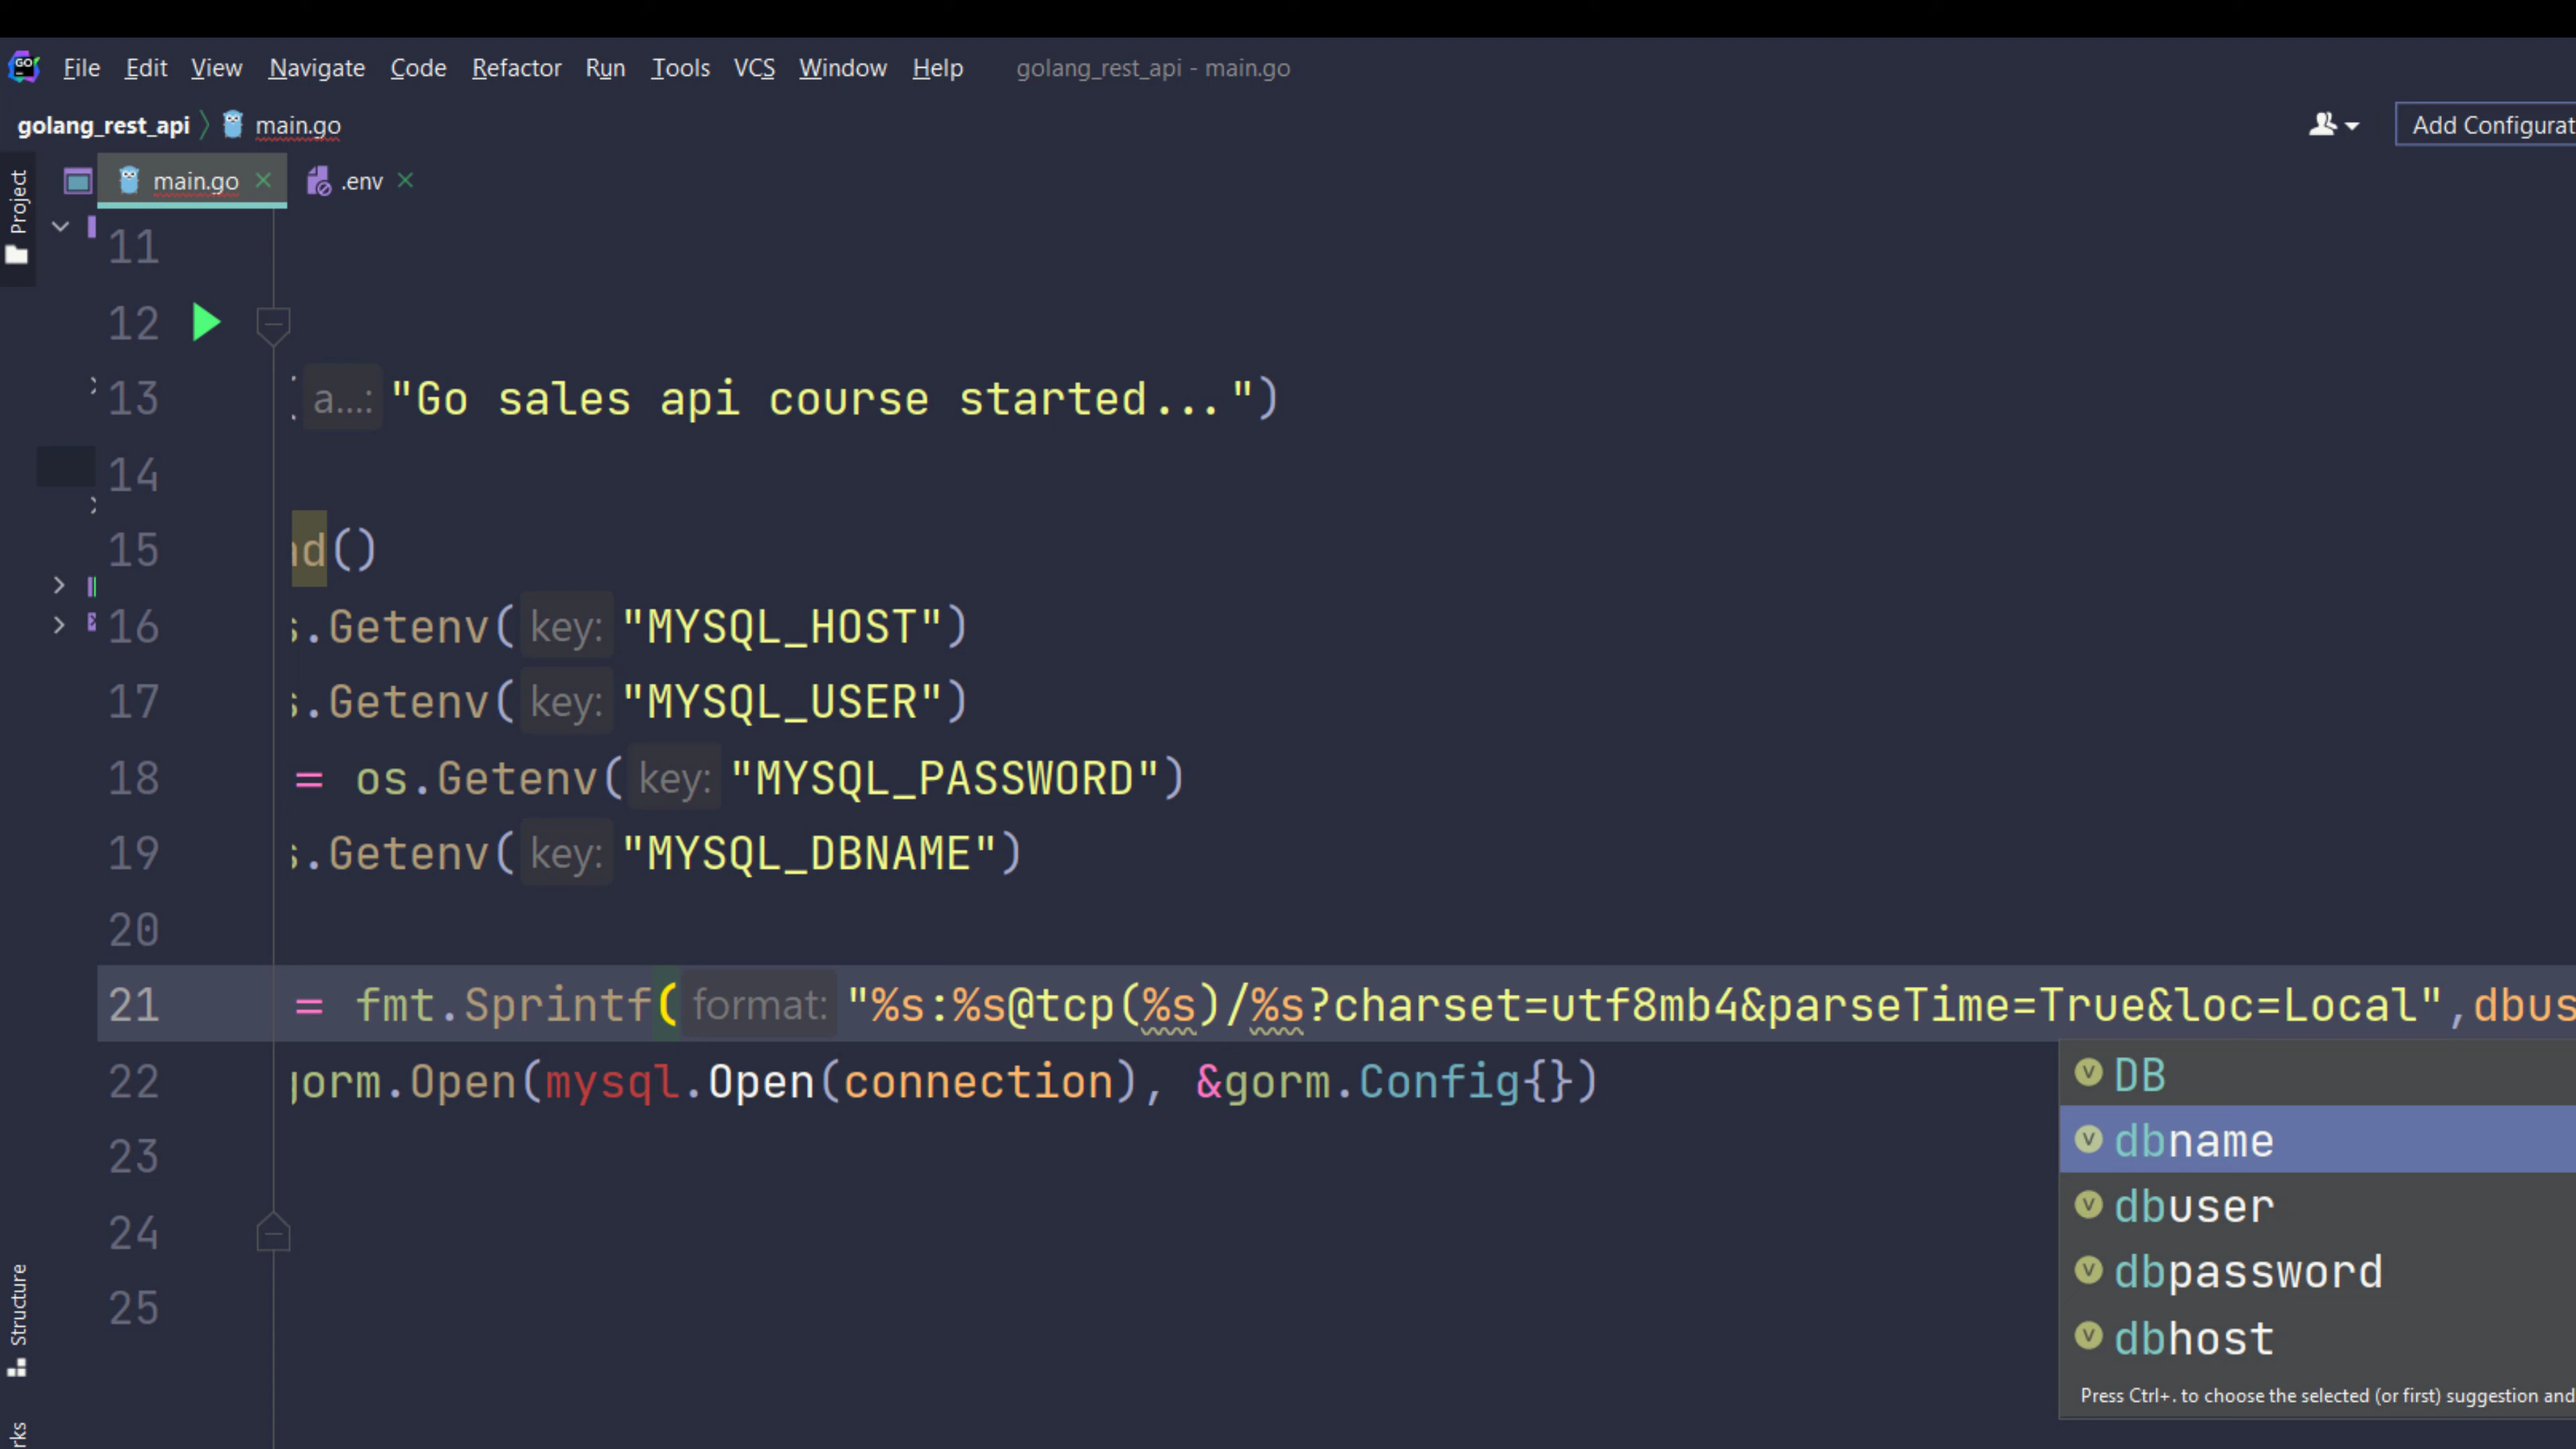 GO
File Edit View Navigate Code Refactor Run Tools VCS Window Help golang_rest_api - main.go
golang_rest_api main.go
Add Configurat
Project
main.go .env
11
12
13 a...: "Go sales api course started...")
14
15 nd()
16 s.Getenv( key: "MYSQL_HOST")
17 s.Getenv( key: "MYSQL_USER")
18 = os.Getenv( key: "MYSQL_PASSWORD")
19 s.Getenv( key: "MYSQL_DBNAME")
20
21 = fmt.Sprintf( format: "%s:%s@tcp(%s)/%s?charset=utf8mb4&parseTime=True&loc=Local",dbus
22 gorm.Open(mysql.Open(connection), &gorm.Config{})
23
24
25
DB
dbname
dbuser
dbpassword
dbhost
Press Ctrl+. to choose the selected (or first) suggestion and
Structure
rks